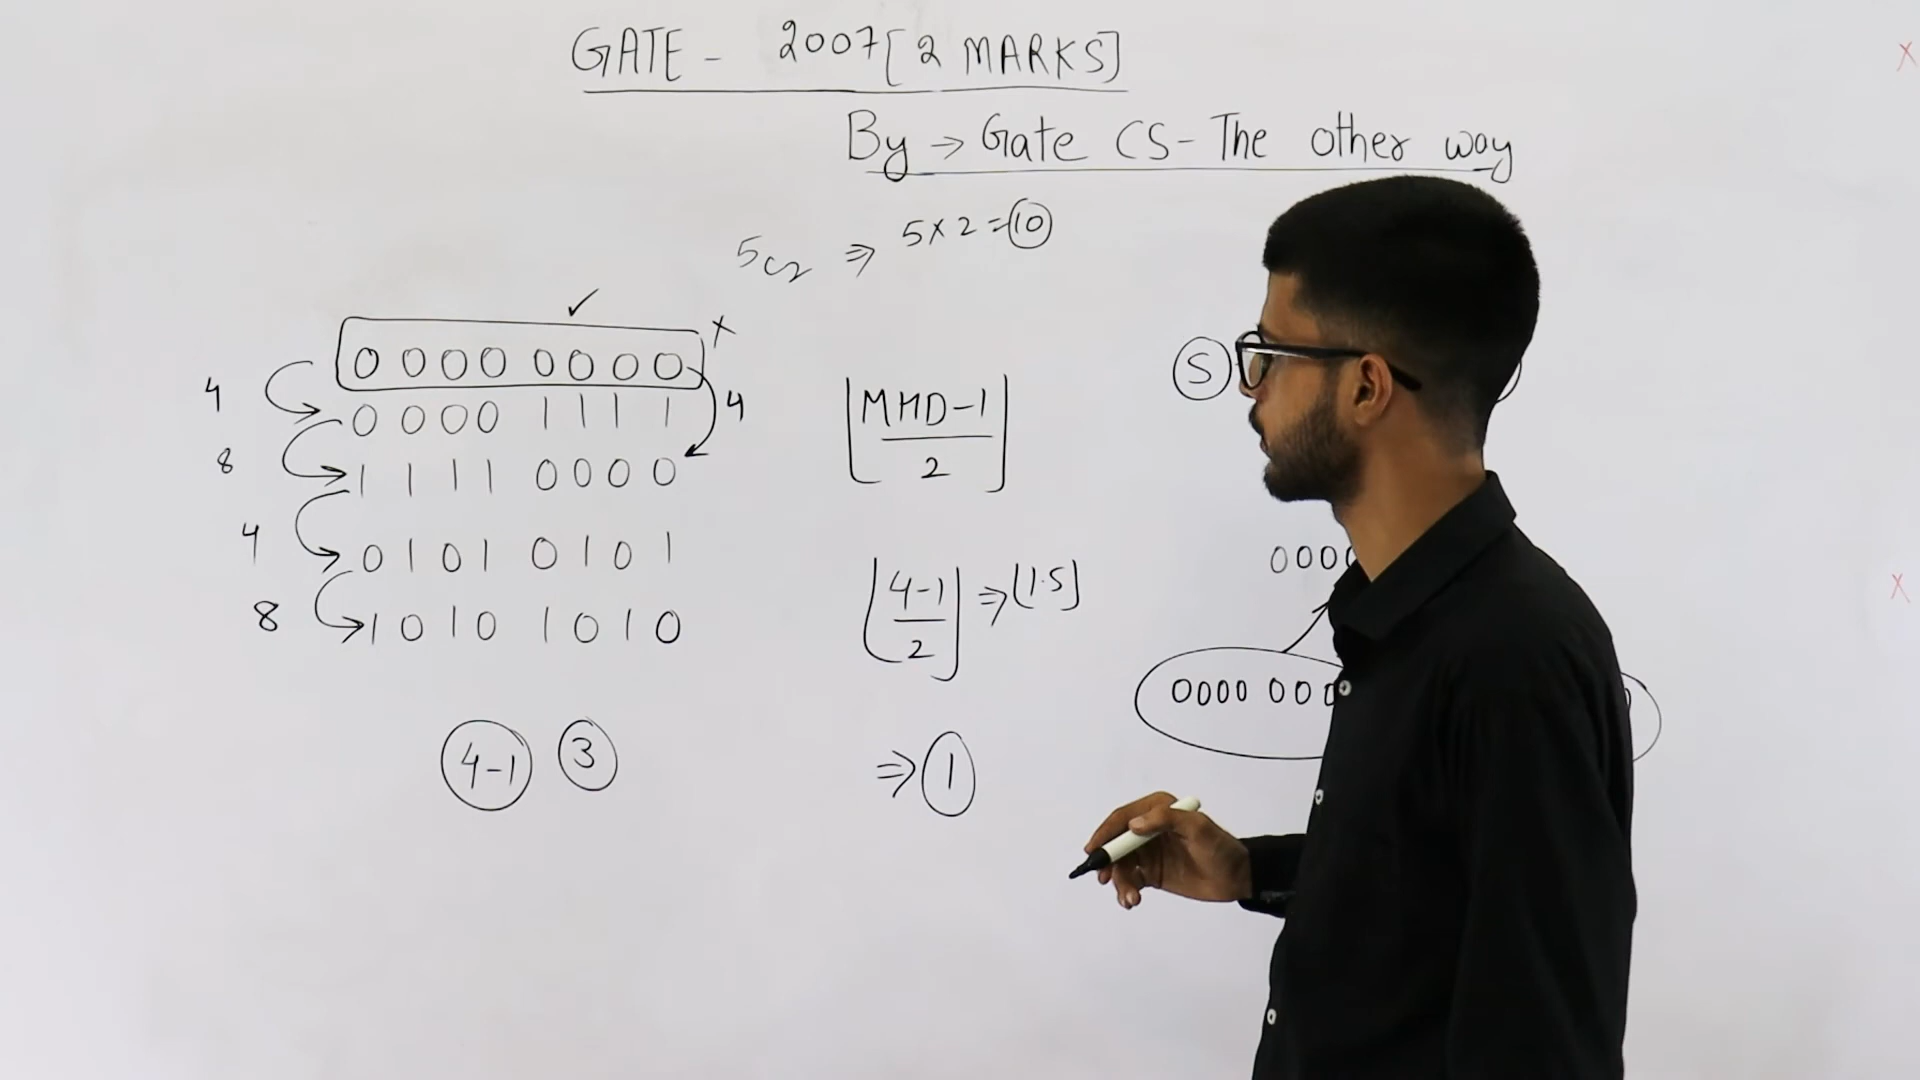 GATE - 2007 [2 MARKS]
By → Gate CS - The other way
5c2 ⇒ 5×2 = 10
✓
0 0 0 0 0 0 0 0 X
4 0 0 0 0 1 1 1 1 4
8 1 1 1 1 0 0 0 0
4 0 1 0 1 0 1 0 1
8 1 0 1 0 1 0 1 0
4-1 3
⌊MHD-1/2⌋
⌊4-1/2⌋ ⇒ ⌊1.5⌋
⇒ 1
S
000
0000 00
X
X